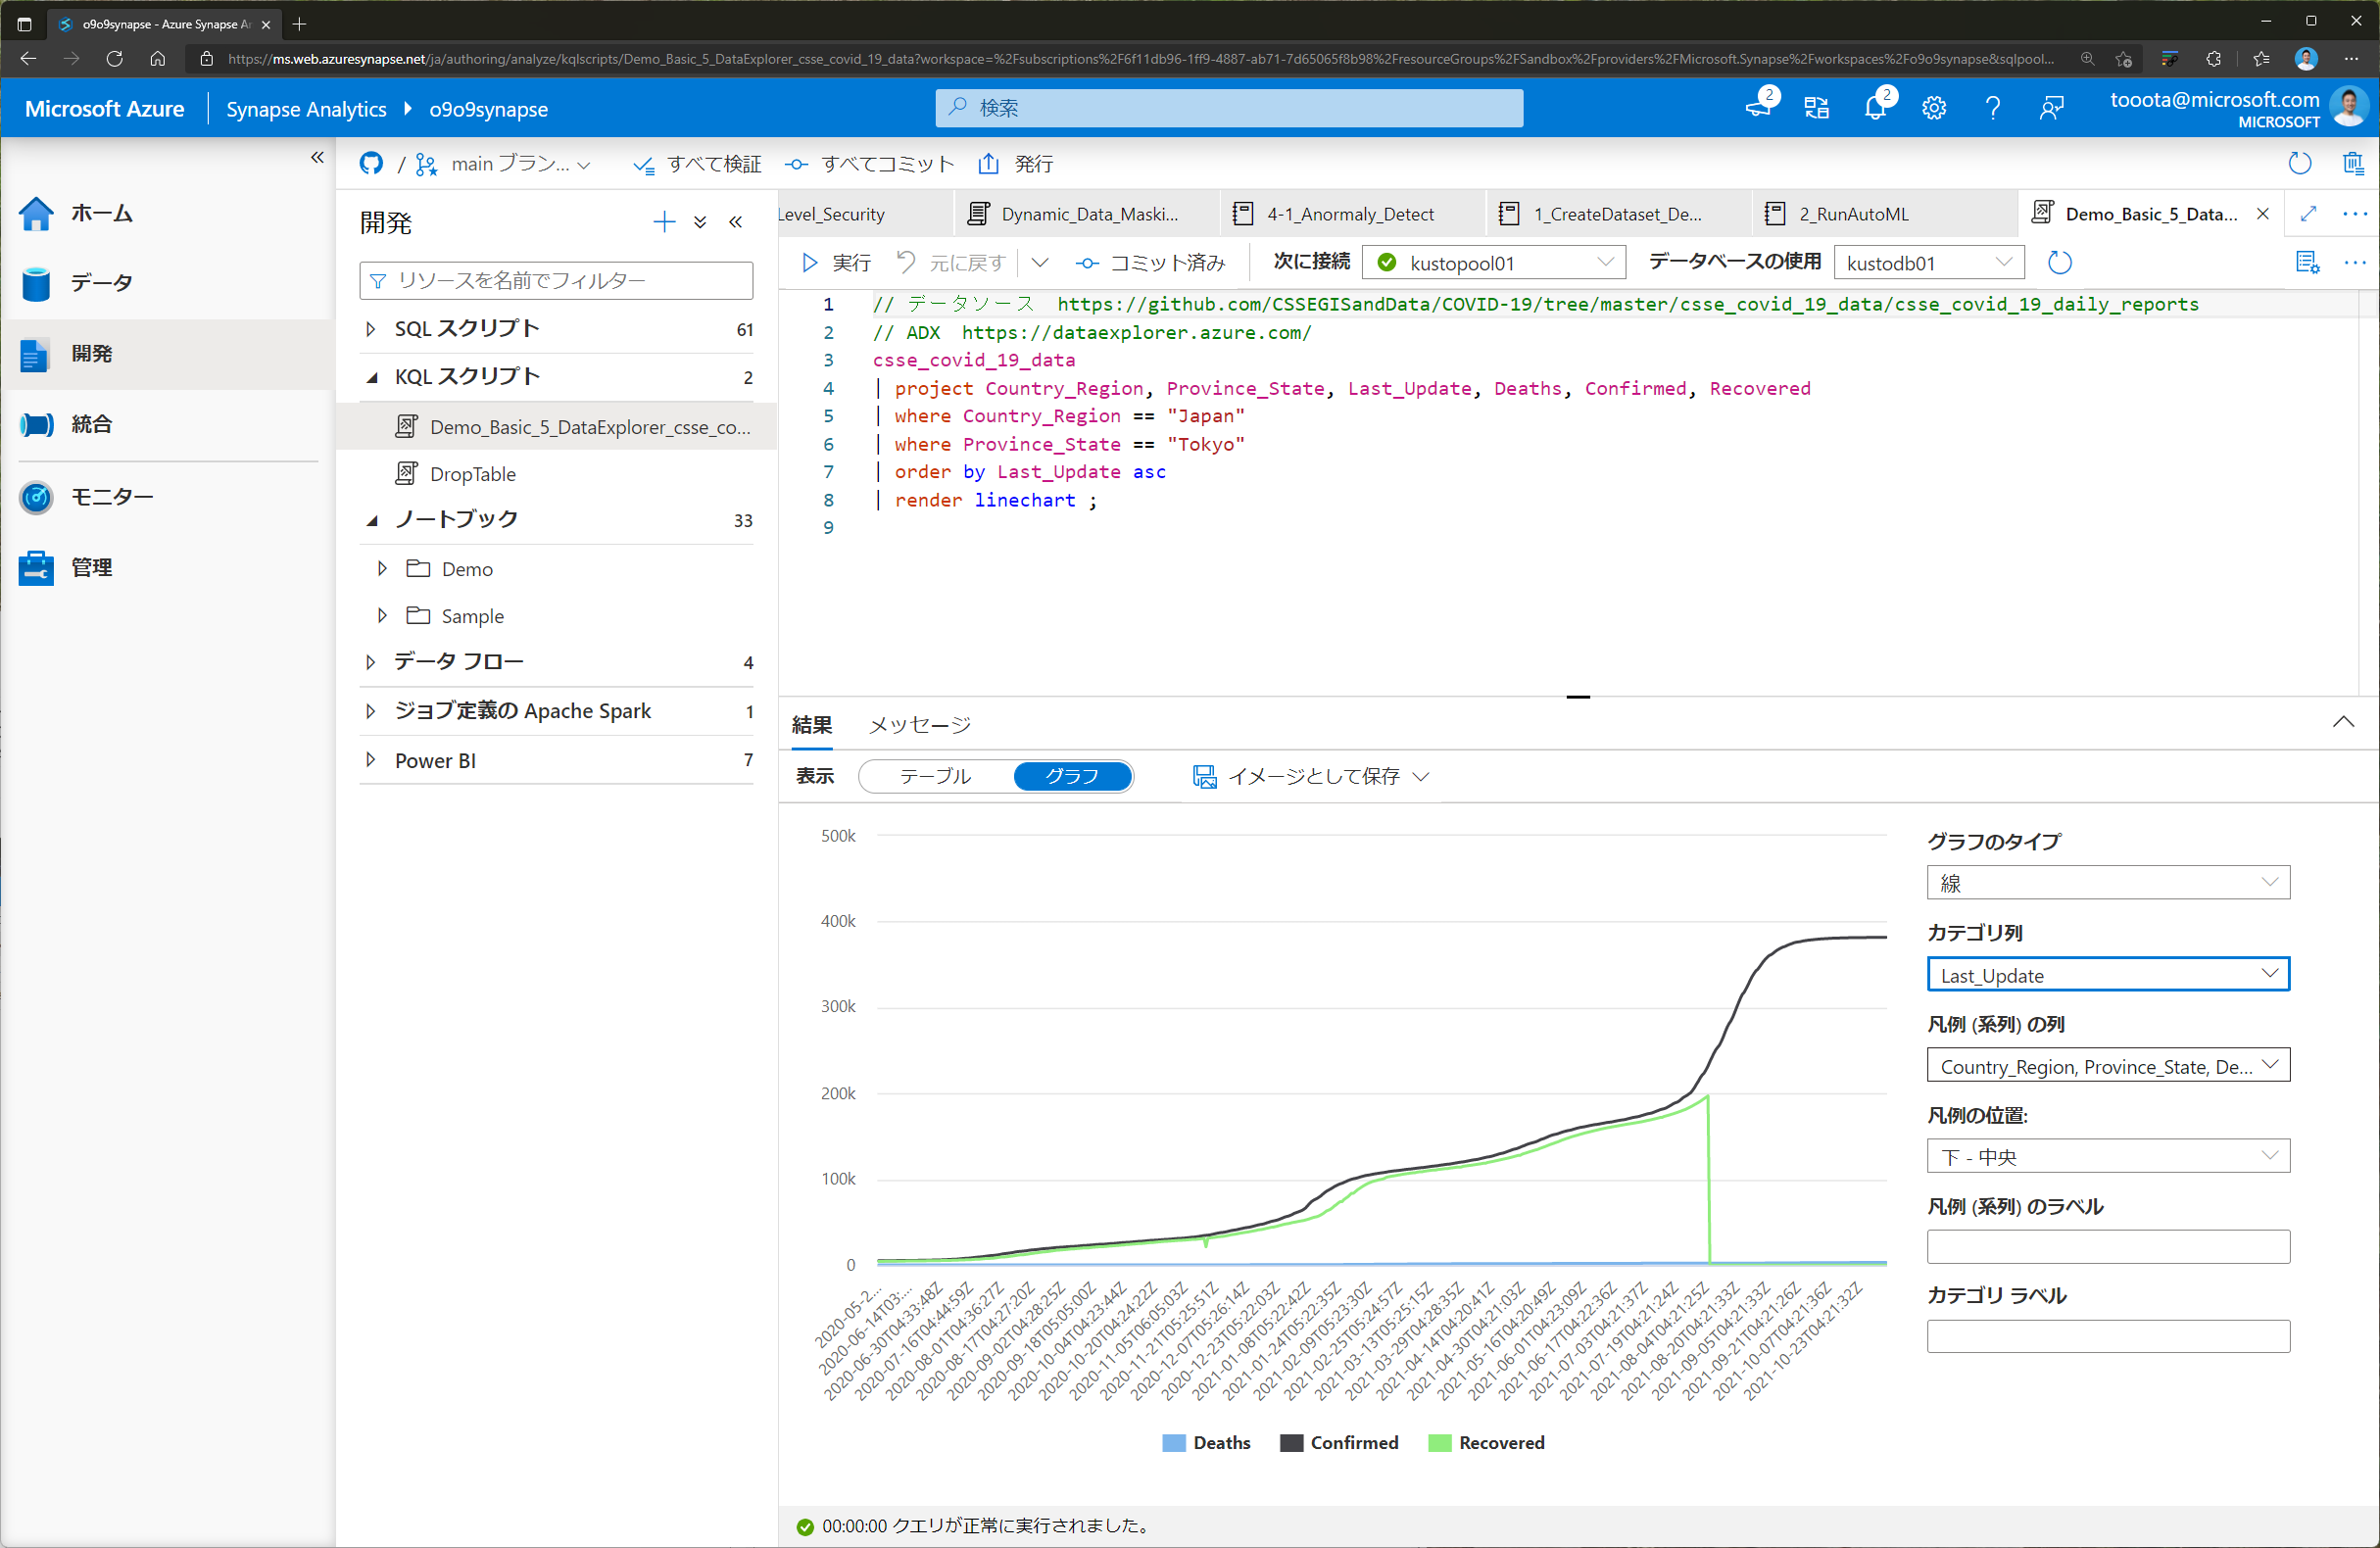 o9o9synapse - Azure Synapse An
https://ms.web.azuresynapse.net/ja/authoring/analyze/kqlscripts/Demo_Basic_5_DataExplorer_csse_covid_19_data?workspace=%2Fsubscriptions%2F6f11db96-1ff9-4887-ab71-7d65065f8b98%2FresourceGroups%2FSandbox%2Fproviders%2FMicrosoft.Synapse%2Fworkspaces%2Fo9o9synapse&sqlpool...
Microsoft Azure
Synapse Analytics
o9o9synapse
検索
2
2
tooota@microsoft.com
MICROSOFT
/ main ブラン...
すべて検証
すべてコミット
発行
ホーム
データ
開発
統合
モニター
管理
開発
リソースを名前でフィルター
SQL スクリプト 61
KQL スクリプト 2
Demo_Basic_5_DataExplorer_csse_co...
DropTable
ノートブック 33
Demo
Sample
データ フロー 4
ジョブ定義の Apache Spark 1
Power BI 7
Level_Security
Dynamic_Data_Maski...
4-1_Anormaly_Detect
1_CreateDataset_De...
2_RunAutoML
Demo_Basic_5_Data...
実行
元に戻す
コミット済み
次に接続
kustopool01
データベースの使用
kustodb01
1 // データソース https://github.com/CSSEGISandData/COVID-19/tree/master/csse_covid_19_data/csse_covid_19_daily_reports
2 // ADX https://dataexplorer.azure.com/
3 csse_covid_19_data
4 | project Country_Region, Province_State, Last_Update, Deaths, Confirmed, Recovered
5 | where Country_Region == "Japan"
6 | where Province_State == "Tokyo"
7 | order by Last_Update asc
8 | render linechart ;
9
結果
メッセージ
表示
テーブル
グラフ
イメージとして保存
500k
400k
300k
200k
100k
0
2020-05-2...
2020-06-14T03:...
2020-06-30T04:33:48Z
2020-07-16T04:44:59Z
2020-08-01T04:36:27Z
2020-08-17T04:27:20Z
2020-09-02T04:28:25Z
2020-09-18T05:05:00Z
2020-10-04T04:23:44Z
2020-10-20T04:24:22Z
2020-11-05T06:05:03Z
2020-11-21T05:25:51Z
2020-12-07T05:26:14Z
2020-12-23T05:22:03Z
2021-01-08T05:22:42Z
2021-01-24T05:22:35Z
2021-02-09T05:23:30Z
2021-02-25T05:24:57Z
2021-03-13T05:25:15Z
2021-03-29T04:28:35Z
2021-04-14T04:20:41Z
2021-04-30T04:21:03Z
2021-05-16T04:20:49Z
2021-06-01T04:23:09Z
2021-06-17T04:22:36Z
2021-07-03T04:21:37Z
2021-07-19T04:21:24Z
2021-08-04T04:21:25Z
2021-08-20T04:21:33Z
2021-09-05T04:21:33Z
2021-09-21T04:21:26Z
2021-10-07T04:21:36Z
2021-10-23T04:21:32Z
Deaths
Confirmed
Recovered
グラフのタイプ
線
カテゴリ列
Last_Update
凡例 (系列) の列
Country_Region, Province_State, De...
凡例の位置:
下 - 中央
凡例 (系列) のラベル
カテゴリ ラベル
00:00:00 クエリが正常に実行されました。